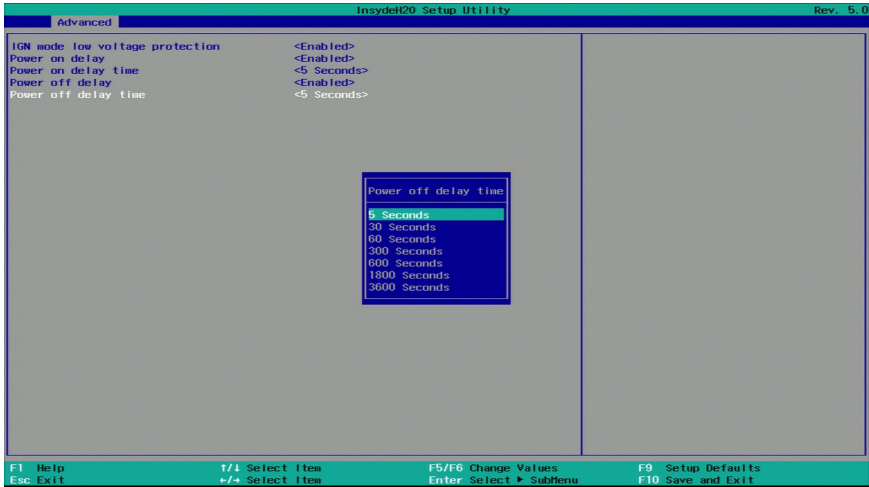 InsydeH20 Setup Utility Rev. 5.0
Advanced
IGN mode low voltage protection <Enabled>
Power on delay <Enabled>
Power on delay time <5 Seconds>
Power off delay <Enabled>
Power off delay time <5 Seconds>
Power off delay time
5 Seconds
30 Seconds
60 Seconds
300 Seconds
600 Seconds
1800 Seconds
3600 Seconds
F1 Help ↑/↓ Select Item F5/F6 Change Values F9 Setup Defaults
Esc Exit ←/→ Select Item Enter Select ► SubMenu F10 Save and Exit